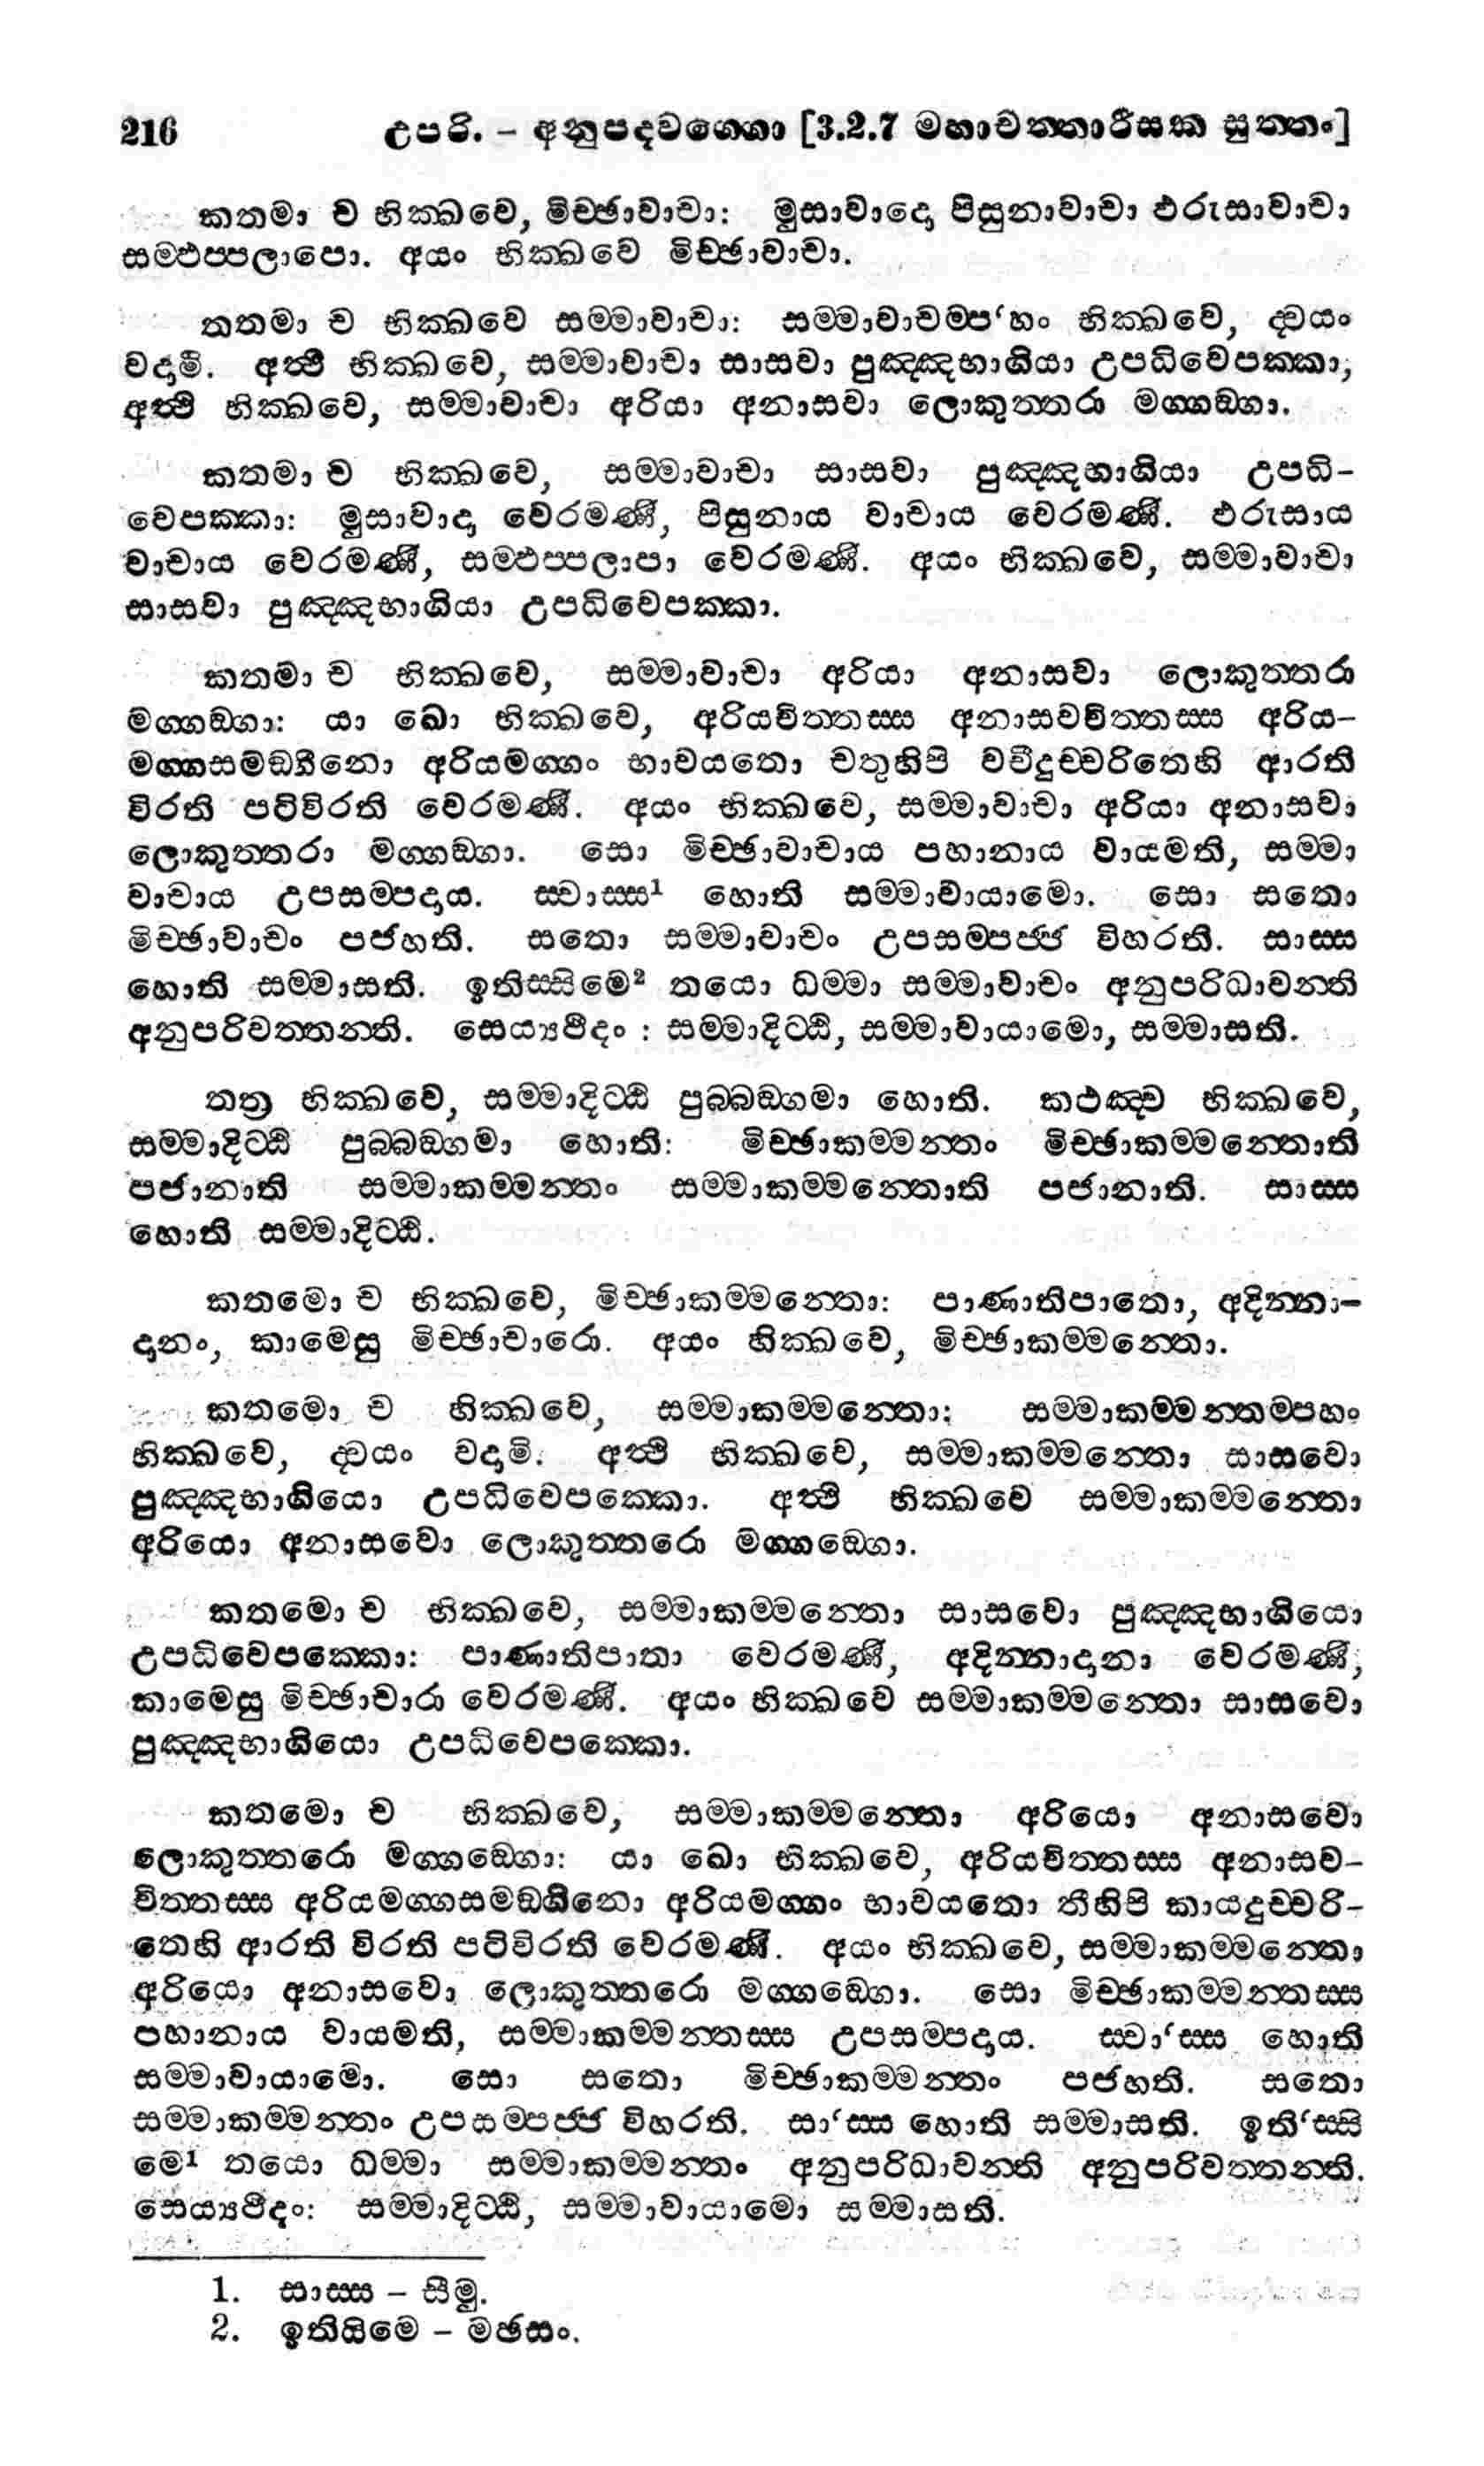 216 උපරි. – අනුපදවග්ගො [3.2.7 මහාචත්තාරීසක සුත්තං]
කතමා ච භික්ඛවෙ, මිච්ඡාවාචා: මුසාවාදො පිසුනාවාචා ඵරුසාවාචා
සම්ඵප්පලාපො. අයං භික්ඛවෙ මිච්ඡාවාචා.
තතමා ච භික්ඛවෙ සම්මාවාචා: සම්මාවාචම්ප‘හං භික්ඛවෙ, ද්වයං
වදාමි. අත්ථි භික්ඛවෙ, සම්මාවාචා සාසවා පුඤ්ඤභාගියා උපධිවෙපක්කා,
අත්ථි භික්ඛවෙ, සම්මාවාචා අරියා අනාසවා ලොකුත්තරා මග්ගඞ්ගා.
කතමා ච භික්ඛවෙ, සම්මාවාචා සාසවා පුඤ්ඤභාගියා උපධි-
වෙපක්කා: මුසාවාදා වෙරමණී, පිසුනාය වාචාය වෙරමණී. ඵරුසාය
වාචාය වෙරමණී, සම්ඵප්පලාපා වෙරමණී. අයං භික්ඛවෙ, සම්මාවාචා
සාසවා පුඤ්ඤභාගියා උපධිවෙපක්කා.
කතමා ච භික්ඛවෙ, සම්මාවාචා අරියා අනාසවා ලොකුත්තරා
මග්ගඞ්ගා: යා ඛො භික්ඛවෙ, අරියචිත්තස්ස අනාසවචිත්තස්ස අරිය-
මග්ගසමඞ්ගිනො අරියමග්ගං භාවයතො චතුහිපි වචීදුච්චරිතෙහි ආරති
විරති පටිවිරති වෙරමණී. අයං භික්ඛවෙ, සම්මාවාචා අරියා අනාසවා
ලොකුත්තරා මග්ගඞ්ගා. සො මිච්ඡාවාචාය පහානාය වායමති, සම්මා
වාචාය උපසම්පදාය. ස්වාස්ස¹ හොති සම්මාවායාමො. සො සතො
මිච්ඡාවාචං පජහති. සතො සම්මාවාචං උපසම්පජ්ජ විහරති. සාස්ස
හොති සම්මාසති. ඉතිස්සිමෙ² තයො ධම්මා සම්මාවාචං අනුපරිධාවන්ති
අනුපරිවත්තන්ති. සෙය්‍යථිදං : සම්මාදිට්ඨි, සම්මාවායාමො, සම්මාසති.
තත්‍ර භික්ඛවෙ, සම්මාදිට්ඨි පුබ්බඞ්ගමා හොති. කථඤ්ච භික්ඛවෙ,
සම්මාදිට්ඨි පුබ්බඞ්ගමා හොති: මිච්ඡාකම්මන්තං මිච්ඡාකම්මන්තොති
පජානාති සම්මාකම්මන්තං සම්මාකම්මන්තොති පජානාති. සාස්ස
හොති සම්මාදිට්ඨි.
කතමො ච භික්ඛවෙ, මිච්ඡාකම්මන්තො: පාණාතිපාතො, අදින්නා-
දානං, කාමෙසු මිච්ඡාචාරො. අයං භික්ඛවෙ, මිච්ඡාකම්මන්තො.
කතමො ච භික්ඛවෙ, සම්මාකම්මන්තො: සම්මාකම්මන්තම්පහං
භික්ඛවෙ, ද්වයං වදාමි. අත්ථි භික්ඛවෙ, සම්මාකම්මන්තො සාසවො
පුඤ්ඤභාගියො උපධිවෙපක්කො. අත්ථි භික්ඛවෙ සම්මාකම්මන්තො
අරියො අනාසවො ලොකුත්තරො මග්ගඞ්ගො.
කතමො ච භික්ඛවෙ, සම්මාකම්මන්තො සාසවො පුඤ්ඤභාගියො
උපධිවෙපක්කො: පාණාතිපාතා වෙරමණී, අදින්නාදානා වෙරමණී,
කාමෙසු මිච්ඡාචාරා වෙරමණී. අයං භික්ඛවෙ සම්මාකම්මන්තො සාසවො
පුඤ්ඤභාගියො උපධිවෙපක්කො.
කතමො ච භික්ඛවෙ, සම්මාකම්මන්තො අරියො අනාසවො
ලොකුත්තරො මග්ගඞ්ගො: යා ඛො භික්ඛවෙ, අරියචිත්තස්ස අනාසව-
චිත්තස්ස අරියමග්ගසමඞ්ගිනො අරියමග්ගං භාවයතො තීහිපි කායදුච්චරි-
තෙහි ආරති විරති පටිවිරති වෙරමණී. අයං භික්ඛවෙ, සම්මාකම්මන්තො
අරියො අනාසවො ලොකුත්තරො මග්ගඞ්ගො. සො මිච්ඡාකම්මන්තස්ස
පහානාය වායමති, සම්මාකම්මන්තස්ස උපසම්පදාය. ස්වා‘ස්ස හොති
සම්මාවායාමො. සො සතො මිච්ඡාකම්මන්තං පජහති. සතො
සම්මාකම්මන්තං උපසම්පජ්ජ විහරති. සා‘ස්ස හොති සම්මාසති. ඉති‘ස්සි
මෙ¹ තයො ධම්මා සම්මාකම්මන්තං අනුපරිධාවන්ති අනුපරිවත්තන්ති.
සෙය්‍යථිදං: සම්මාදිට්ඨි, සම්මාවායාමො සම්මාසති.
1. සාස්ස – සීමු.
2. ඉතියිමෙ – මඡසං.